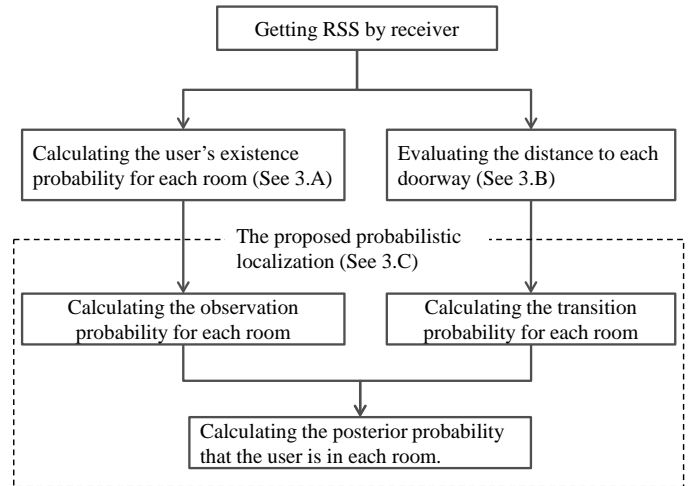 Getting RSS by receiver
Calculating the user's existence
probability for each room (See 3.A)
Evaluating the distance to each
doorway (See 3.B)
The proposed probabilistic
localization (See 3.C)
Calculating the observation
probability for each room
Calculating the transition
probability for each room
Calculating the posterior probability
that the user is in each room.